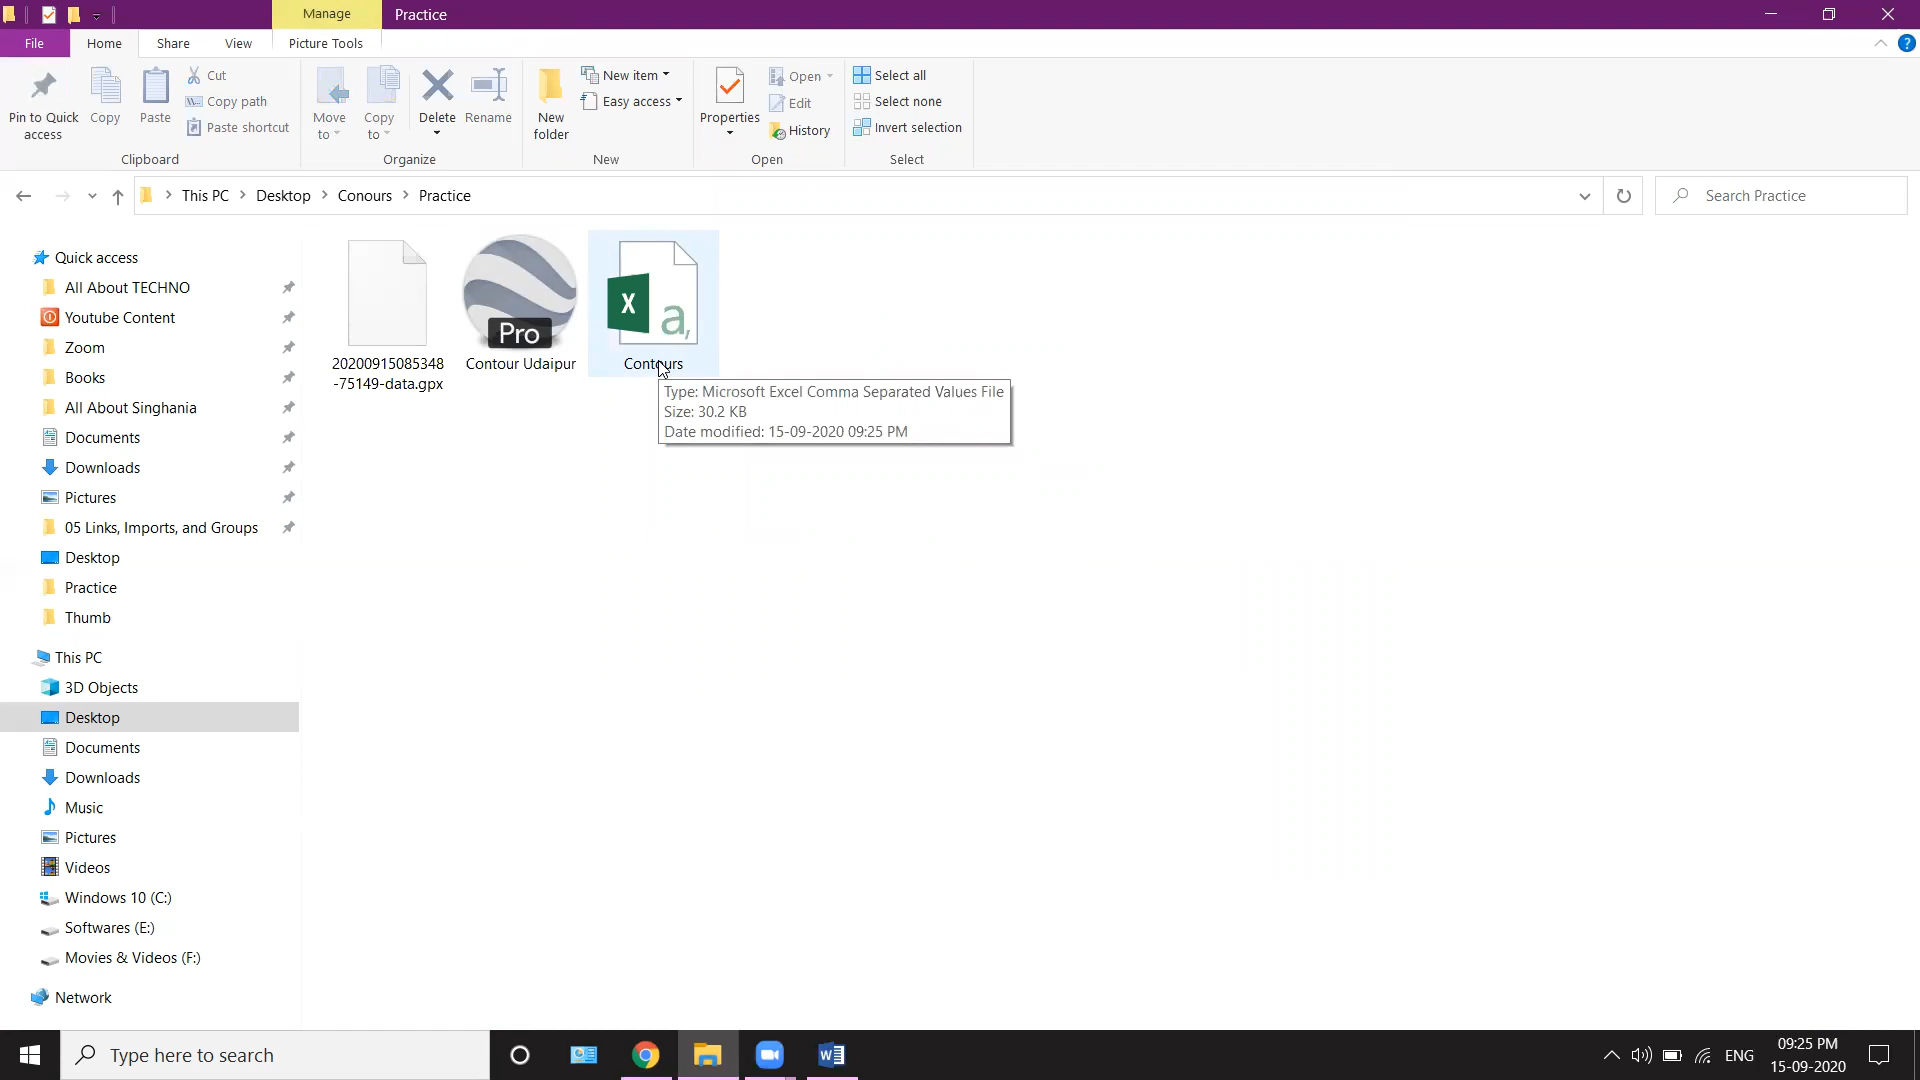 Manage
Practice
File
Home
Share
View
Picture Tools
Pin to Quick access
Copy
Paste
Cut
Copy path
Paste shortcut
Clipboard
Move to
Copy to
Delete
Rename
Organize
New folder
New item
Easy access
New
Properties
Open
Edit
History
Open
Select all
Select none
Invert selection
Select
This PC > Desktop > Conours > Practice
Search Practice
Quick access
All About TECHNO
Youtube Content
Zoom
Books
All About Singhania
Documents
Downloads
Pictures
05 Links, Imports, and Groups
Desktop
Practice
Thumb
This PC
3D Objects
Desktop
Documents
Downloads
Music
Pictures
Videos
Windows 10 (C:)
Softwares (E:)
Movies & Videos (F:)
Network
20200915085348
-75149-data.gpx
Pro
Contour Udaipur
X a,
Contours
Type: Microsoft Excel Comma Separated Values File
Size: 30.2 KB
Date modified: 15-09-2020 09:25 PM
Type here to search
ENG
09:25 PM
15-09-2020